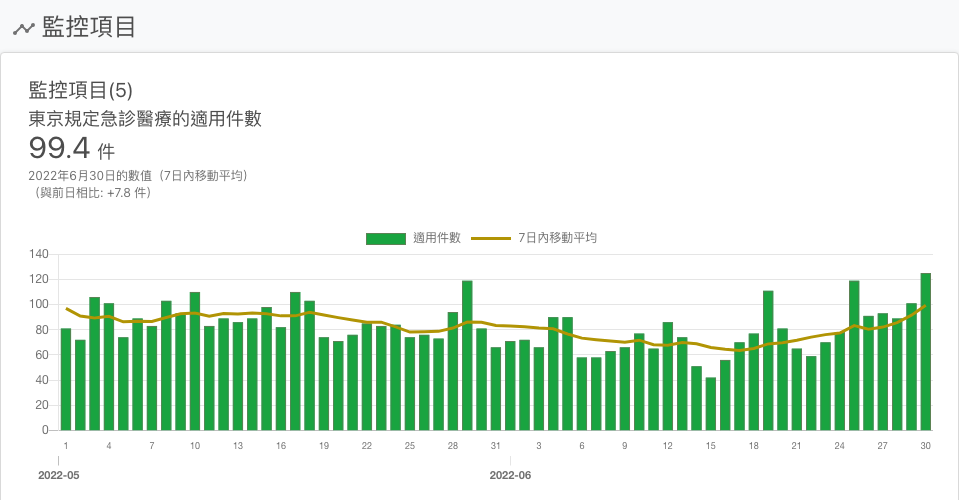 監控項目
監控項目(5)
東京規定急診醫療的適用件數
99.4 件
2022年6月30日的數值（7日內移動平均）
（與前日相比: +7.8 件）
適用件數 7日內移動平均
140
120
100
80
60
40
20
0
1 4 7 10 13 16 19 22 25 28 31 3 6 9 12 15 18 21 24 27 30
2022-05 2022-06